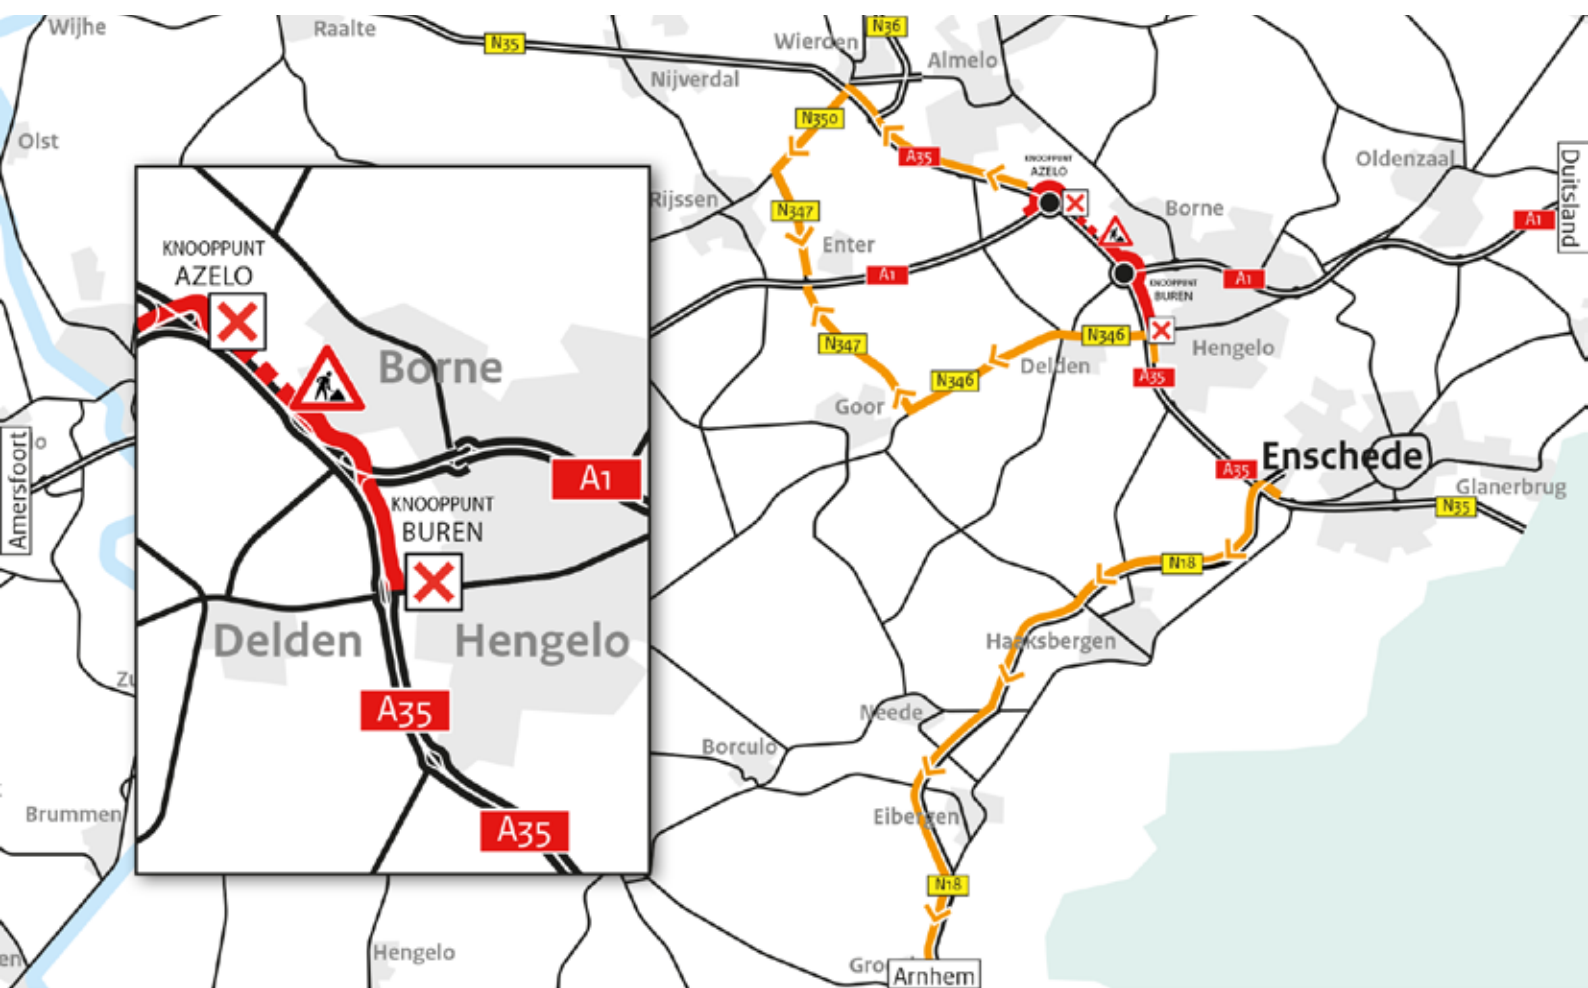 Wijhe
Raalte
N35
Nijverdal
Wierden
N36
Almelo
Olst
N350
A35
KNOOPPUNT
AZELO
Oldenzaal
Duitsland
Rijssen
N347
Enter
Borne
A1
A1
A1
KNOOPPUNT
BUREN
N347
N346
Hengelo
Delden
A35
N346
Goor
KNOOPPUNT
AZELO
Borne
A1
KNOOPPUNT
BUREN
Delden
Hengelo
A35
A35
Amersfoort
A35
Enschede
Glanerbrug
N35
N18
Haaksbergen
Neede
Borculo
Eibergen
Brummen
N18
Hengelo
Arnhem